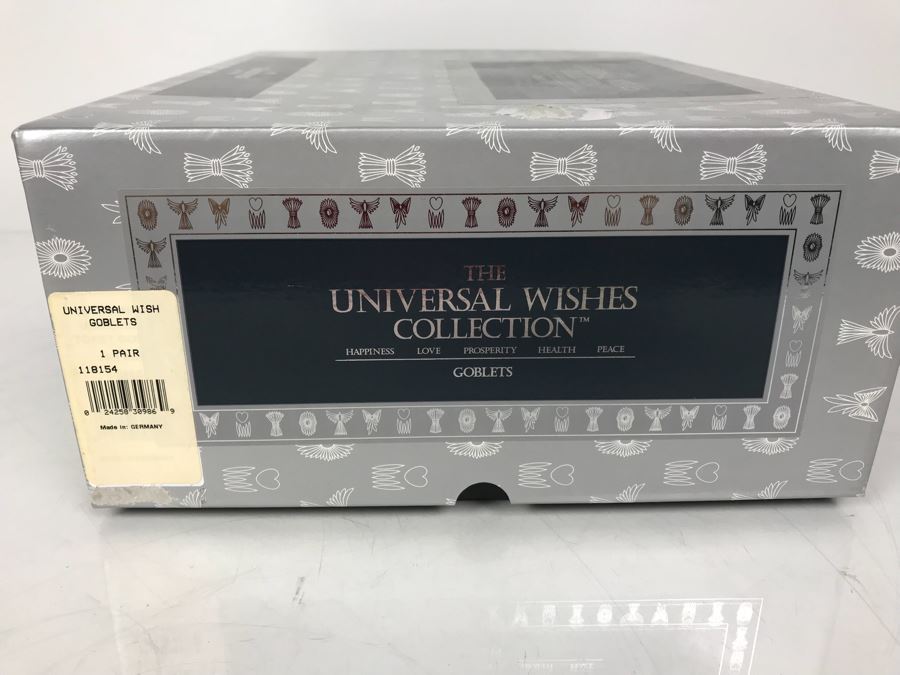 THE
UNIVERSAL WISHES
COLLECTION™
HAPPINESS LOVE PROSPERITY HEALTH PEACE
GOBLETS
UNIVERSAL WISH
GOBLETS
1 PAIR
118154
0 24258 30986 9
Made in: GERMANY